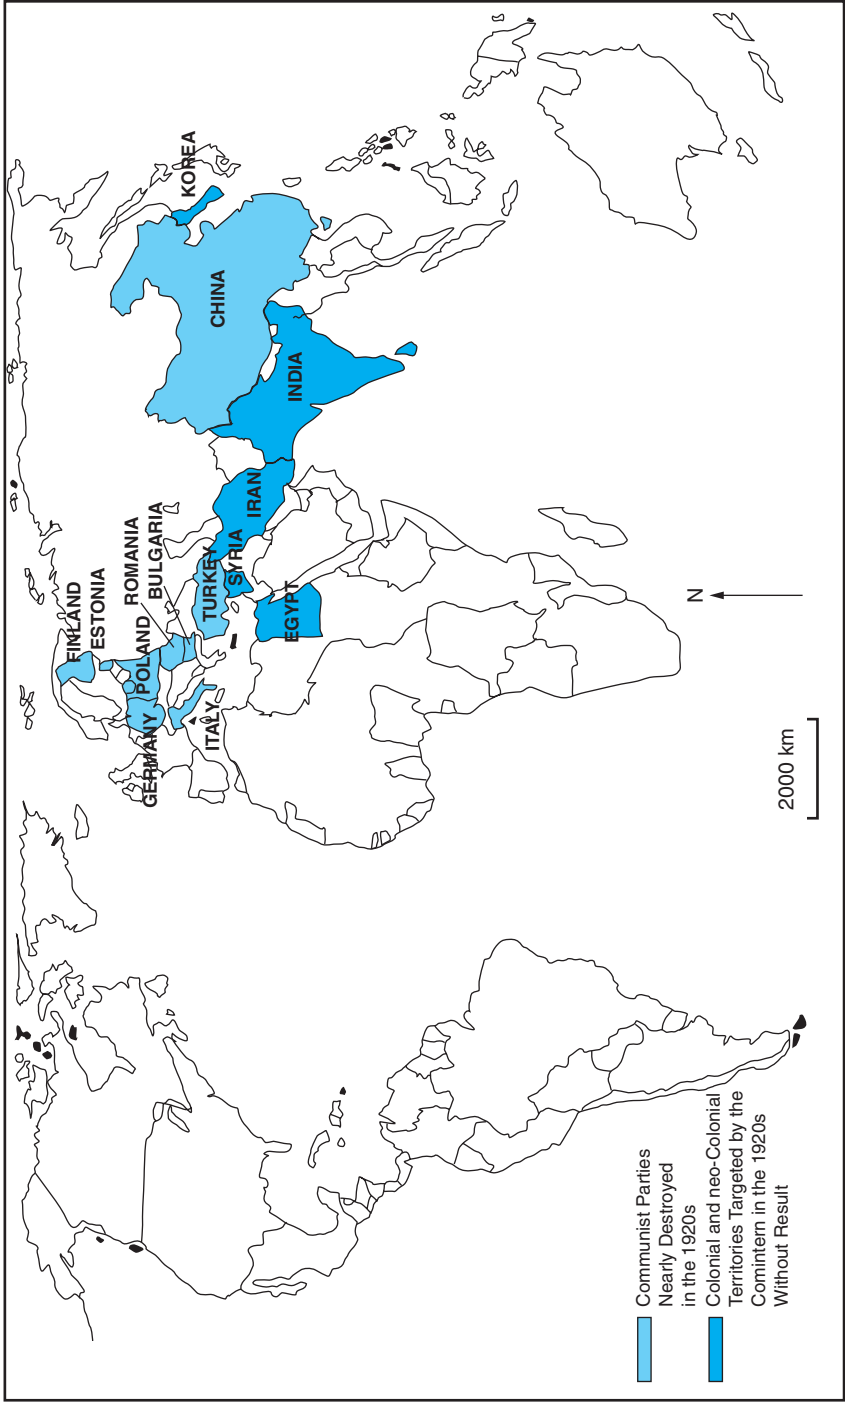 FINLAND
ESTONIA
ROMANIA
BULGARIA
POLAND
GERMANY
ITALY
TURKEY
SYRIA
IRAN
EGYPT
INDIA
CHINA
KOREA
Communist Parties
Nearly Destroyed
in the 1920s
Colonial and neo-Colonial
Territories Targeted by the
Comintern in the 1920s
Without Result
2000 km
N